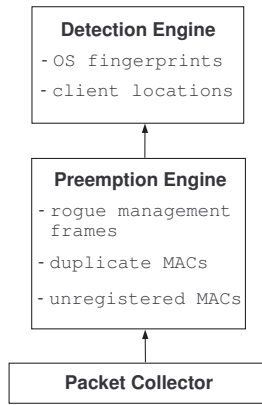 Detection Engine
- OS fingerprints
- client locations
Preemption Engine
- rogue management
frames
- duplicate MACs
- unregistered MACs
Packet Collector